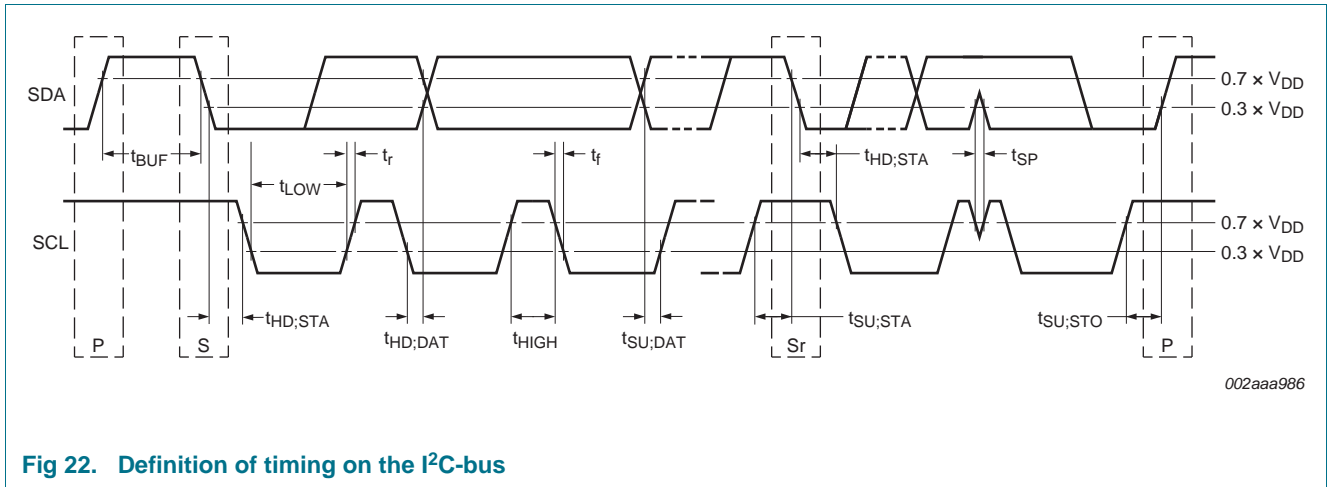 SDA
0.7 × VDD
0.3 × VDD
tBUF
tr
tf
tHD;STA
tSP
tLOW
SCL
0.7 × VDD
0.3 × VDD
tHD;STA
tHD;DAT
tHIGH
tSU;DAT
tSU;STA
tSU;STO
P
S
Sr
P
002aaa986
Fig 22. Definition of timing on the I²C-bus